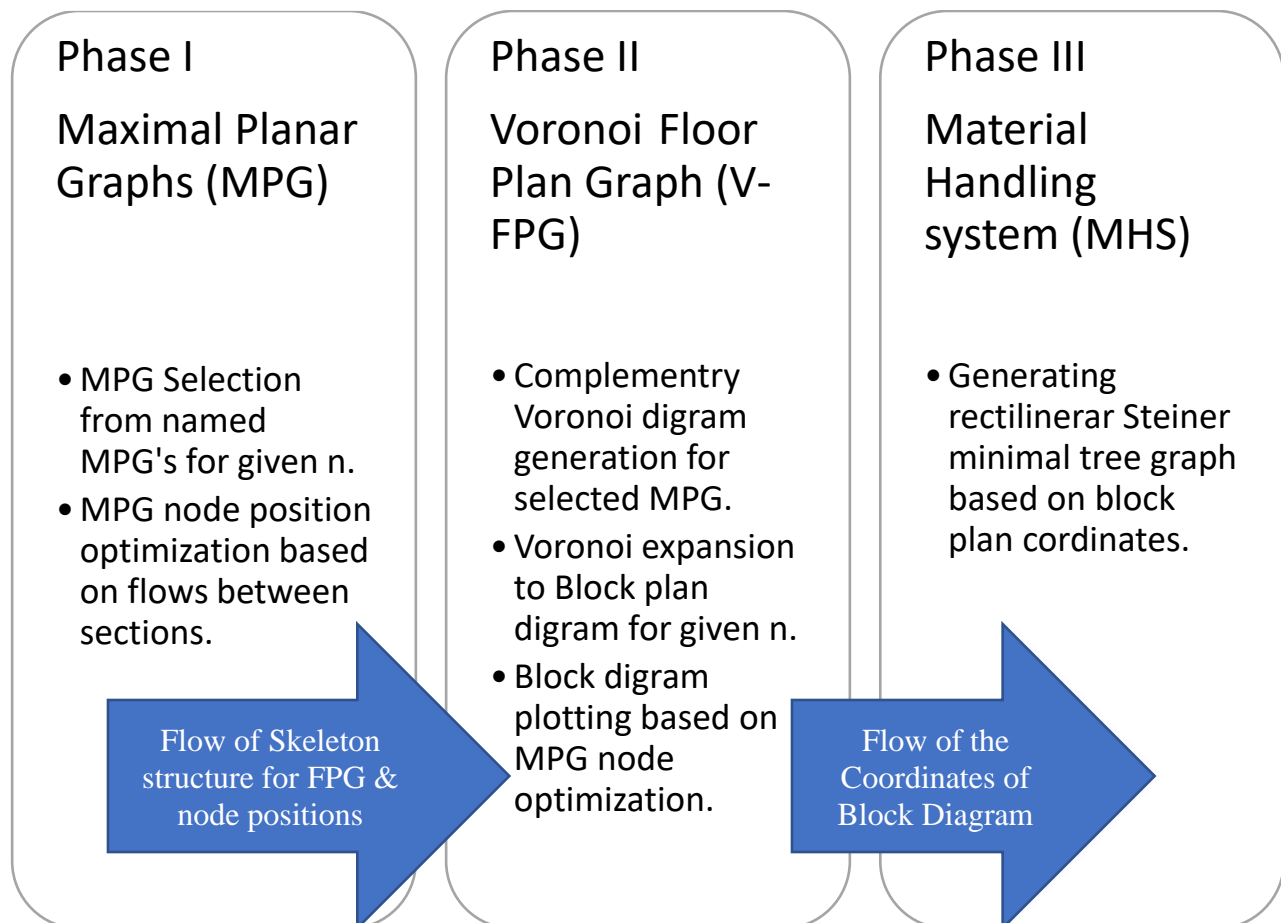 Phase I
Maximal Planar
Graphs (MPG)
• MPG Selection
from named
MPG's for given n.
• MPG node position
optimization based
on flows between
sections.
Flow of Skeleton
structure for FPG &
node positions
Phase II
Voronoi Floor
Plan Graph (V-
FPG)
• Complementry
Voronoi digram
generation for
selected MPG.
• Voronoi expansion
to Block plan
digram for given n.
• Block digram
plotting based on
MPG node
optimization.
Flow of the
Coordinates of
Block Diagram
Phase III
Material
Handling
system (MHS)
• Generating
rectilinerar Steiner
minimal tree graph
based on block
plan cordinates.